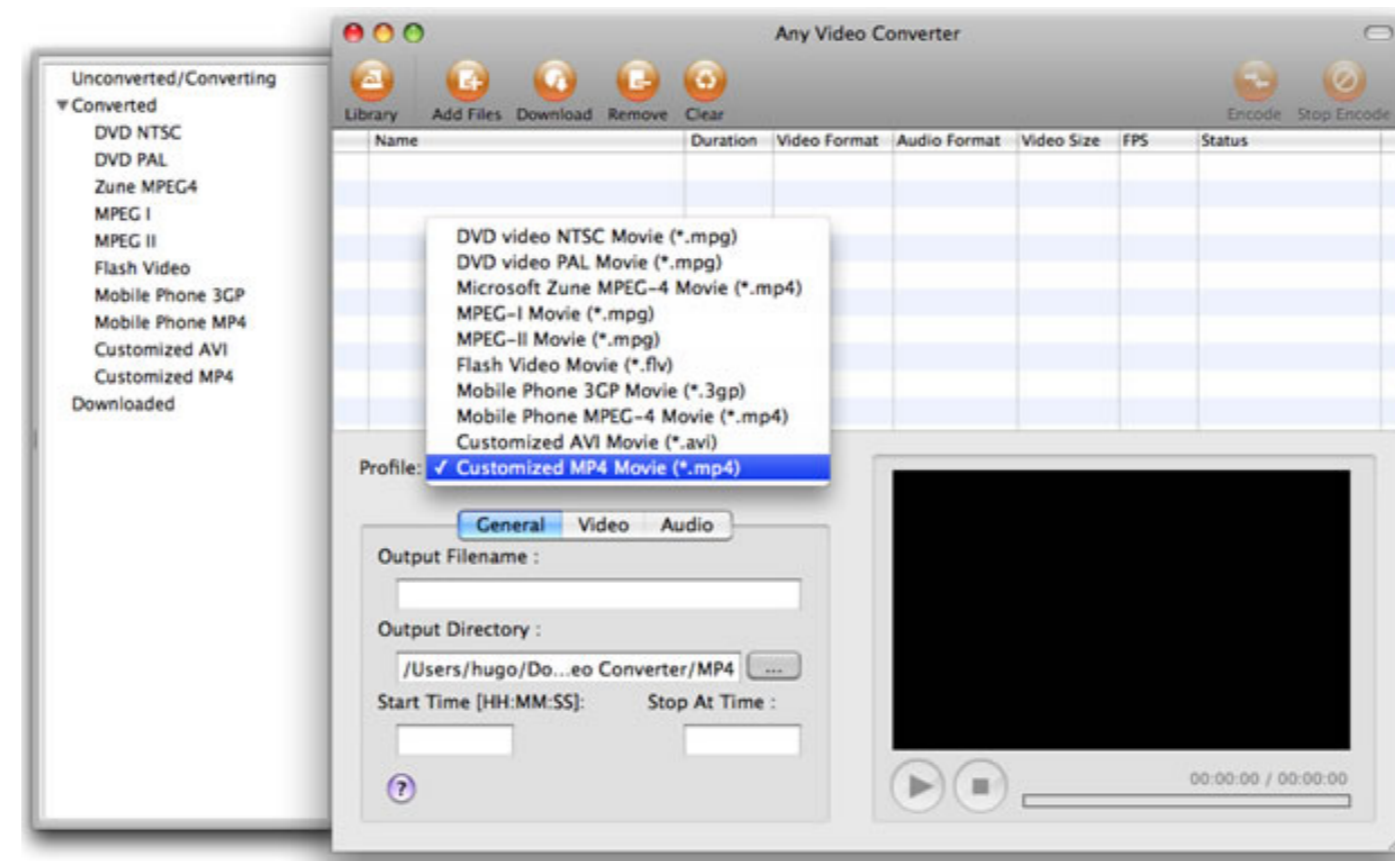 Any Video Converter
Unconverted/Converting
Converted
DVD NTSC
DVD PAL
Zune MPEG4
MPEG I
MPEG II
Flash Video
Mobile Phone 3GP
Mobile Phone MP4
Customized AVI
Customized MP4
Downloaded
Library Add Files Download Remove Clear Encode Stop Encode
Name Duration Video Format Audio Format Video Size FPS Status
DVD video NTSC Movie (*.mpg)
DVD video PAL Movie (*.mpg)
Microsoft Zune MPEG-4 Movie (*.mp4)
MPEG-I Movie (*.mpg)
MPEG-II Movie (*.mpg)
Flash Video Movie (*.flv)
Mobile Phone 3GP Movie (*.3gp)
Mobile Phone MPEG-4 Movie (*.mp4)
Customized AVI Movie (*.avi)
Profile: ✓ Customized MP4 Movie (*.mp4)
General Video Audio
Output Filename :
Output Directory :
/Users/hugo/Do...eo Converter/MP4 ...
Start Time [HH:MM:SS]: Stop At Time :
?
00:00:00 / 00:00:00